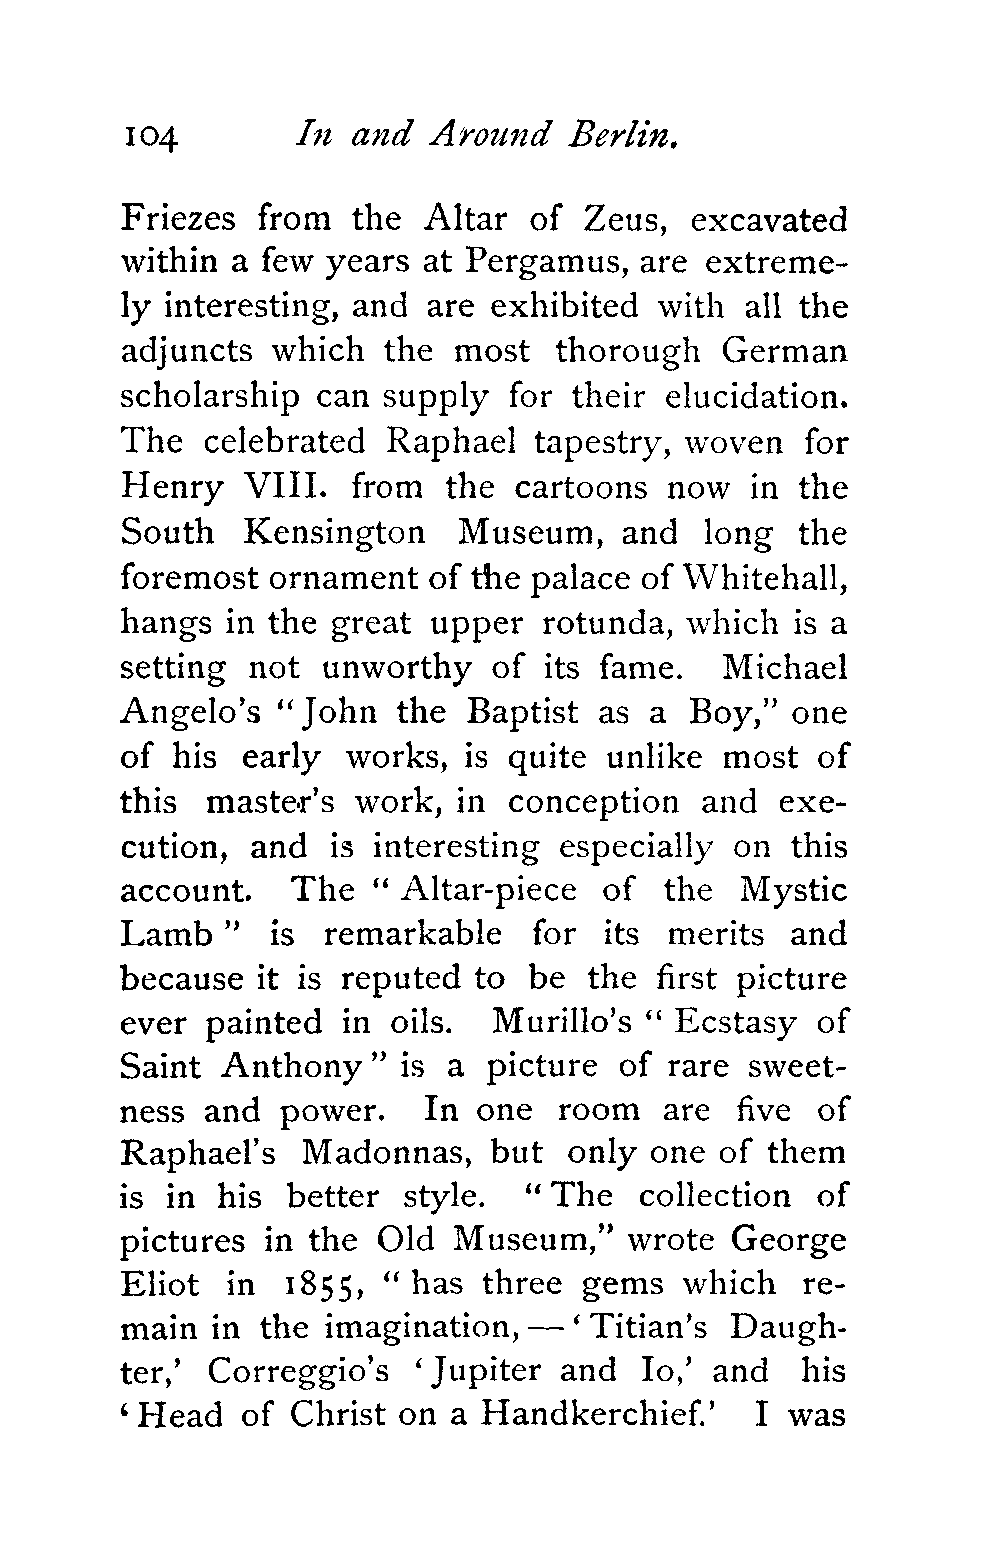 104 In and Around Berlin.
Friezes from the Altar of Zeus, excavated
within a few years at Pergamus, are extreme-
ly interesting, and are exhibited with all the
adjuncts which the most thorough German
scholarship can supply for their elucidation.
The celebrated Raphael tapestry, woven for
Henry VIII. from the cartoons now in the
South Kensington Museum, and long the
foremost ornament of the palace of Whitehall,
hangs in the great upper rotunda, which is a
setting not unworthy of its fame. Michael
Angelo's "John the Baptist as a Boy," one
of his early works, is quite unlike most of
this master's work, in conception and exe-
cution, and is interesting especially on this
account. The "Altar-piece of the Mystic
Lamb" is remarkable for its merits and
because it is reputed to be the first picture
ever painted in oils. Murillo's "Ecstasy of
Saint Anthony" is a picture of rare sweet-
ness and power. In one room are five of
Raphael's Madonnas, but only one of them
is in his better style. "The collection of
pictures in the Old Museum," wrote George
Eliot in 1855, "has three gems which re-
main in the imagination, — 'Titian's Daugh-
ter,' Correggio's 'Jupiter and Io,' and his
'Head of Christ on a Handkerchief.' I was